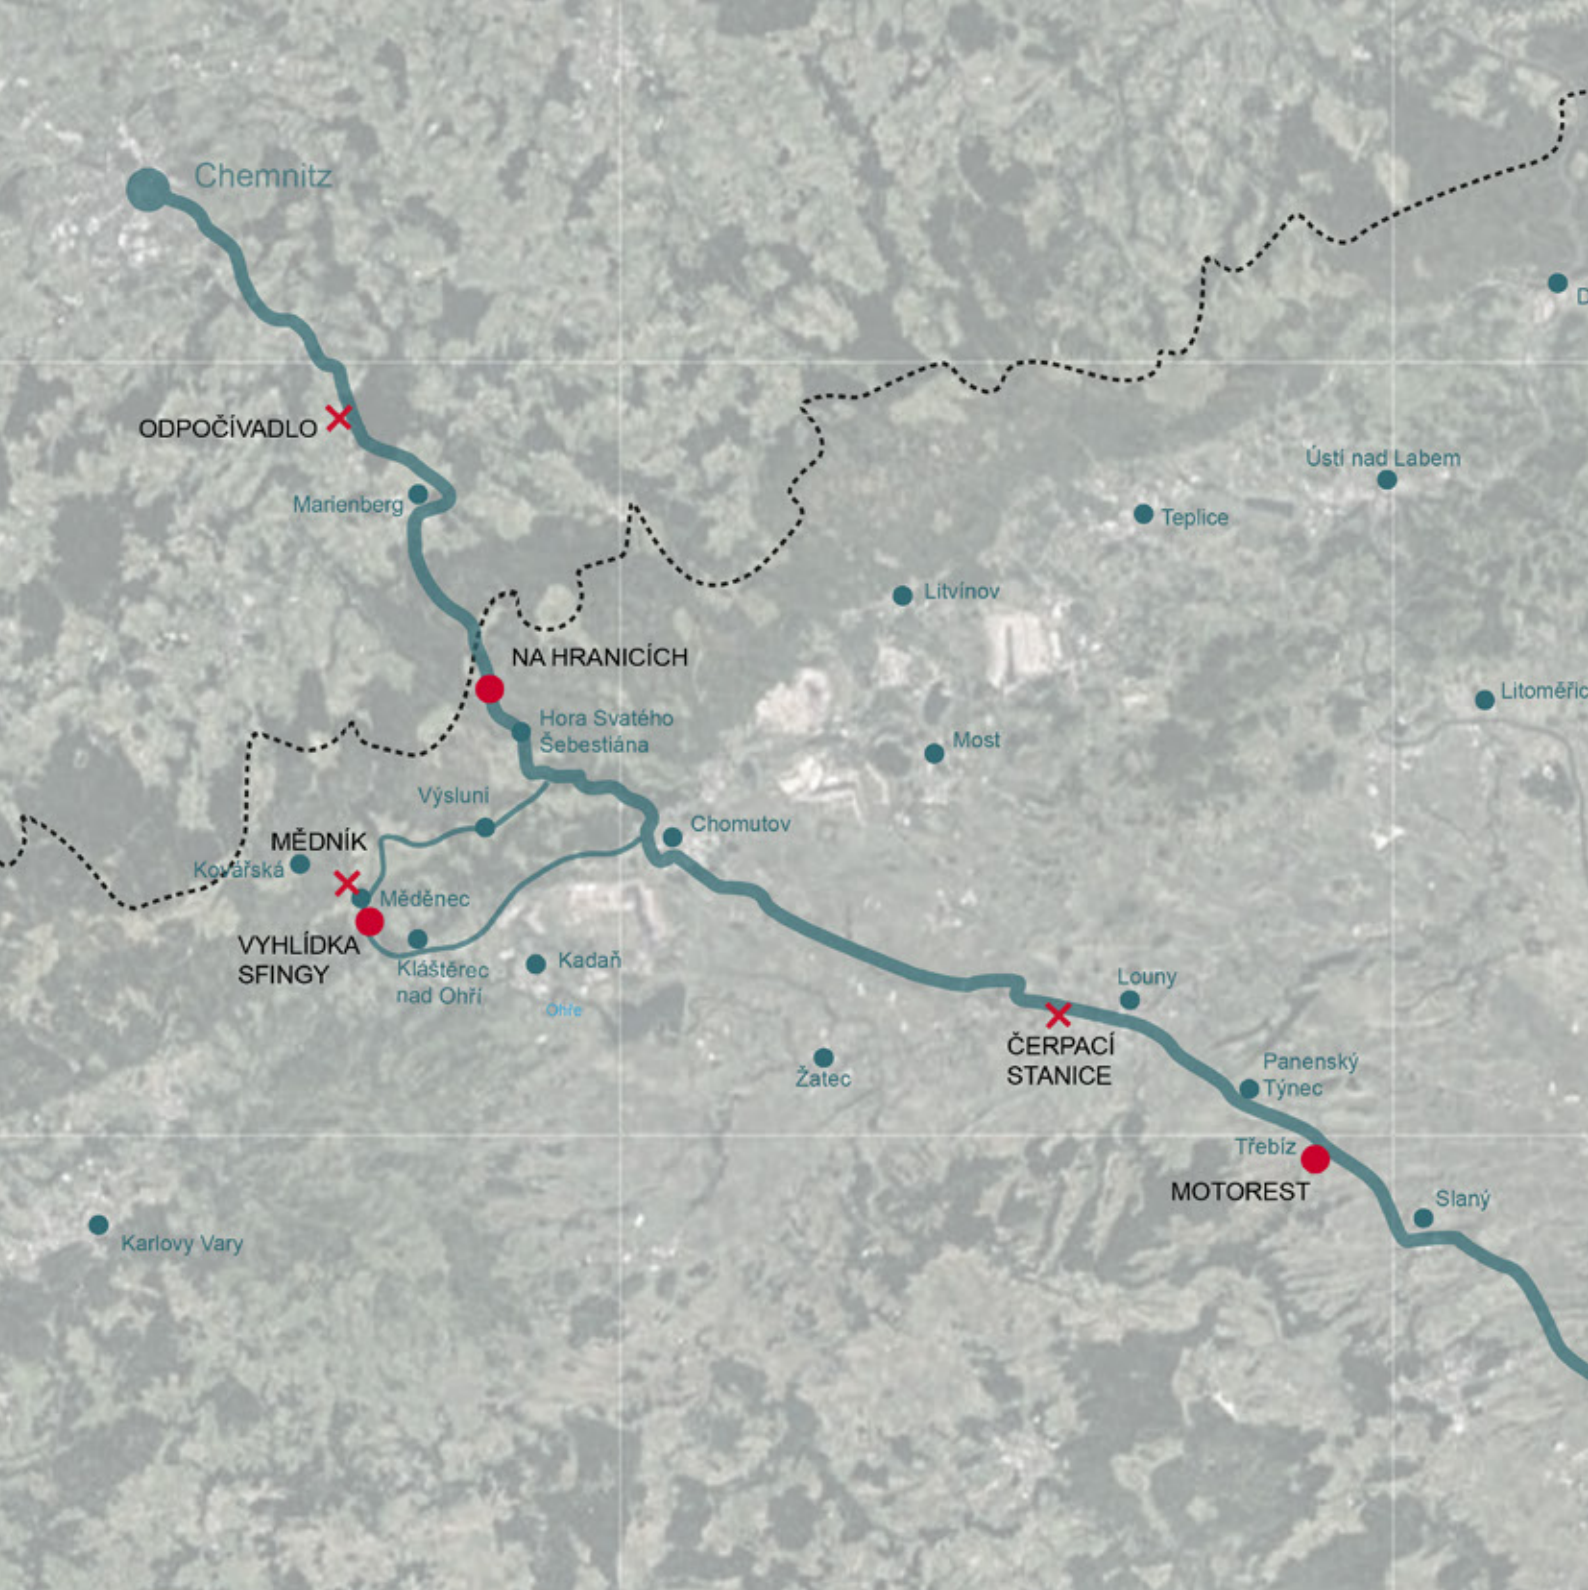 Chemnitz
D
ODPOČÍVADLO
Ústí nad Labem
Marienberg
Teplice
Litvínov
NA HRANICÍCH
Litoměřic
Hora Svatého
Šebestiána
Most
Výsluní
Chomutov
MĚDNÍK
Kovářská
Měděnec
VYHLÍDKA
SFINGY
Kláštěrec
nad Ohří
Kadaň
Ohře
Louny
ČERPACÍ
STANICE
Žatec
Panenský
Týnec
Třebíz
MOTOREST
Slaný
Karlovy Vary